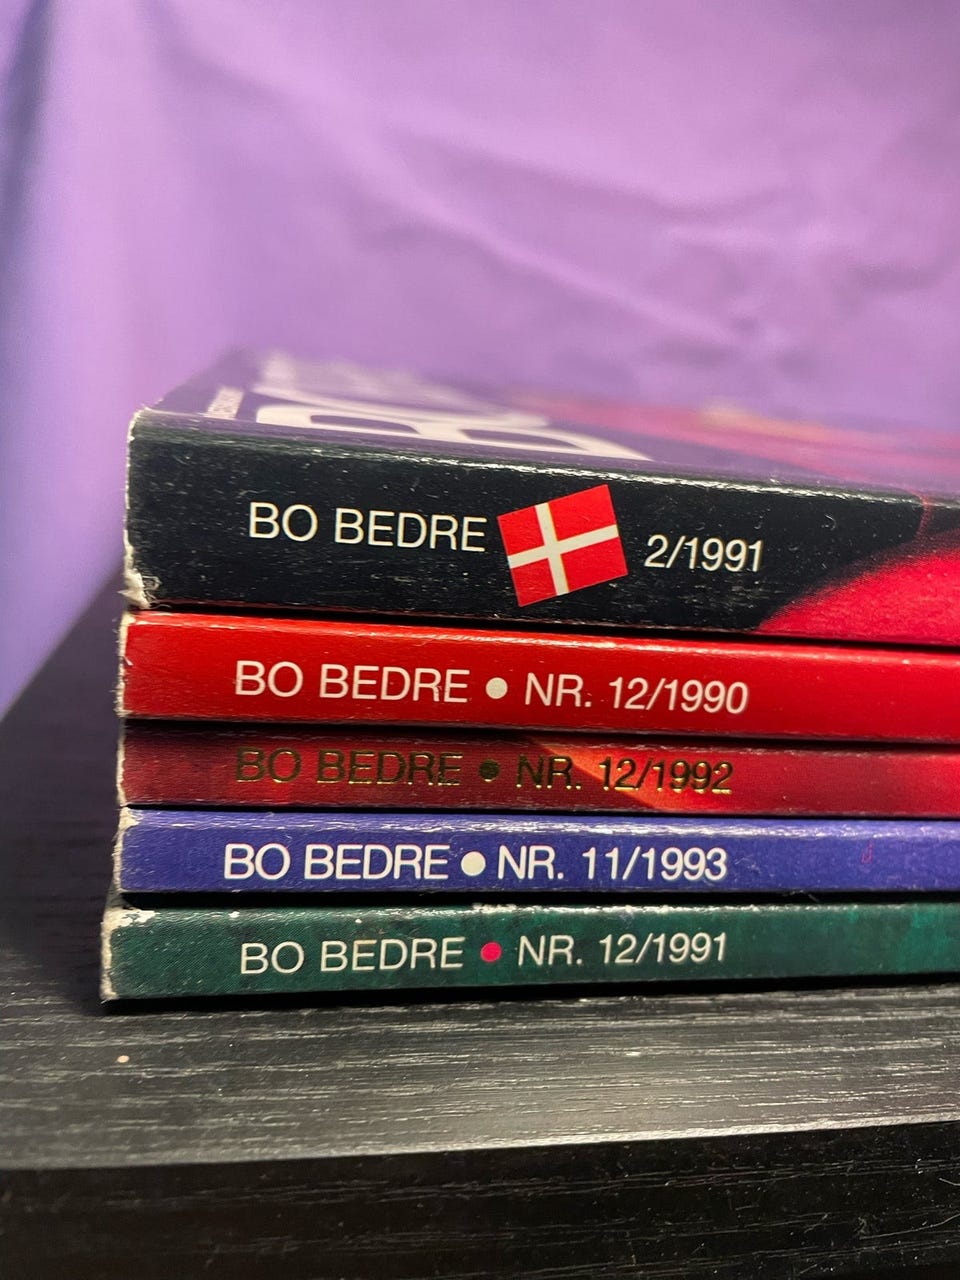 BO BEDRE 2/1991
BO BEDRE • NR. 12/1990
BO BEDRE • NR. 12/1992
BO BEDRE • NR. 11/1993
BO BEDRE • NR. 12/1991